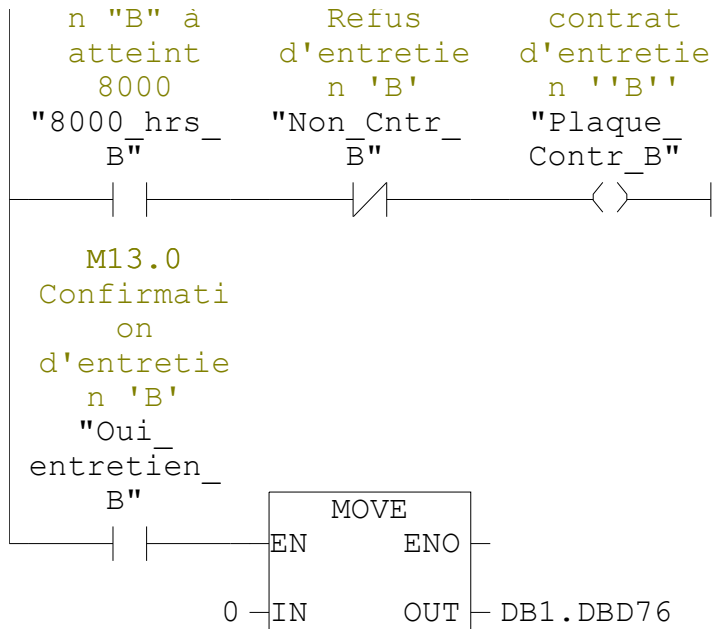 n "B" à
atteint
8000
"8000_hrs_
B"
Refus
d'entretie
n 'B'
"Non_Cntr_
B"
contrat
d'entretie
n ''B''
"Plaque_
Contr_B"
M13.0
Confirmati
on
d'entretie
n 'B'
"Oui_
entretien_
B"
MOVE
EN ENO
0 IN OUT DB1.DBD76